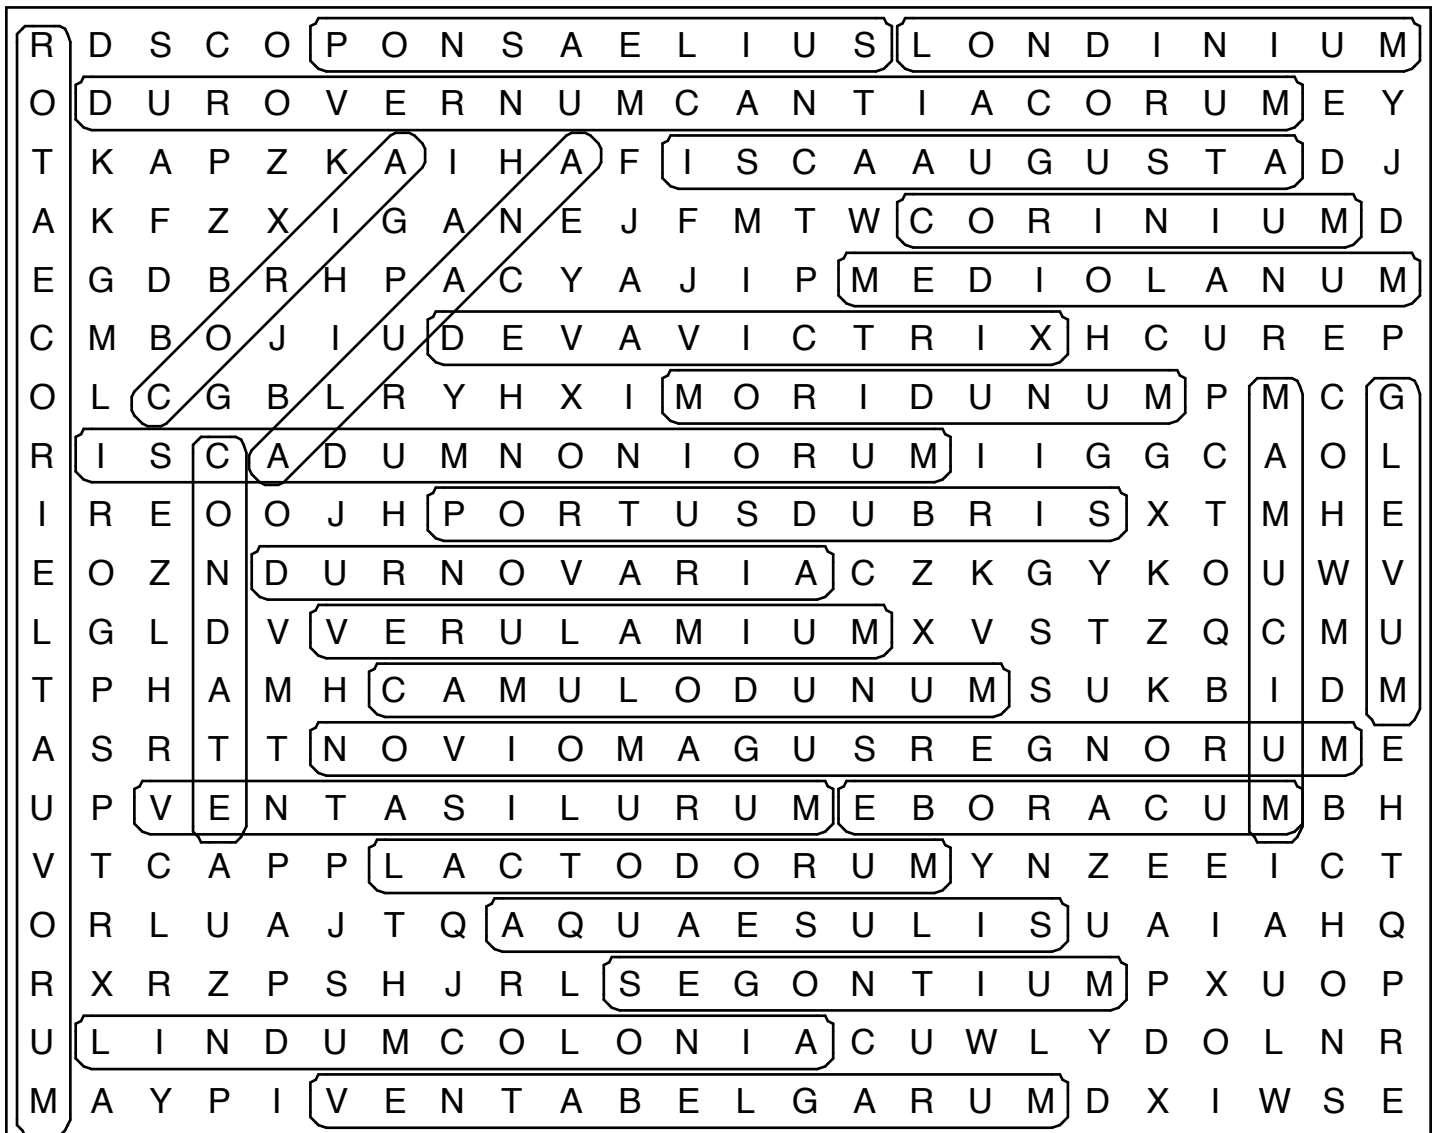 R D S C O P O N S A E L I U S L O N D I N I U M
O D U R O V E R N U M C A N T I A C O R U M E Y
T K A P Z K A I H A F I S C A A U G U S T A D J
A K F Z X I G A N E J F M T W C O R I N I U M D
E G D B R H P A C Y A J I P M E D I O L A N U M
C M B O J I U D E V A V I C T R I X H C U R E P
O L C G B L R Y H X I M O R I D U N U M P M C G
R I S C A D U M N O N I O R U M I I G G C A O L
I R E O O J H P O R T U S D U B R I S X T M H E
E O Z N D U R N O V A R I A C Z K G Y K O U W V
L G L D V V E R U L A M I U M X V S T Z Q C M U
T P H A M H C A M U L O D U N U M S U K B I D M
A S R T T N O V I O M A G U S R E G N O R U M E
U P V E N T A S I L U R U M E B O R A C U M B H
V T C A P P L A C T O D O R U M Y N Z E E I C T
O R L U A J T Q A Q U A E S U L I S U A I A H Q
R X R Z P S H J R L S E G O N T I U M P X U O P
U L I N D U M C O L O N I A C U W L Y D O L N R
M A Y P I V E N T A B E L G A R U M D X I W S E